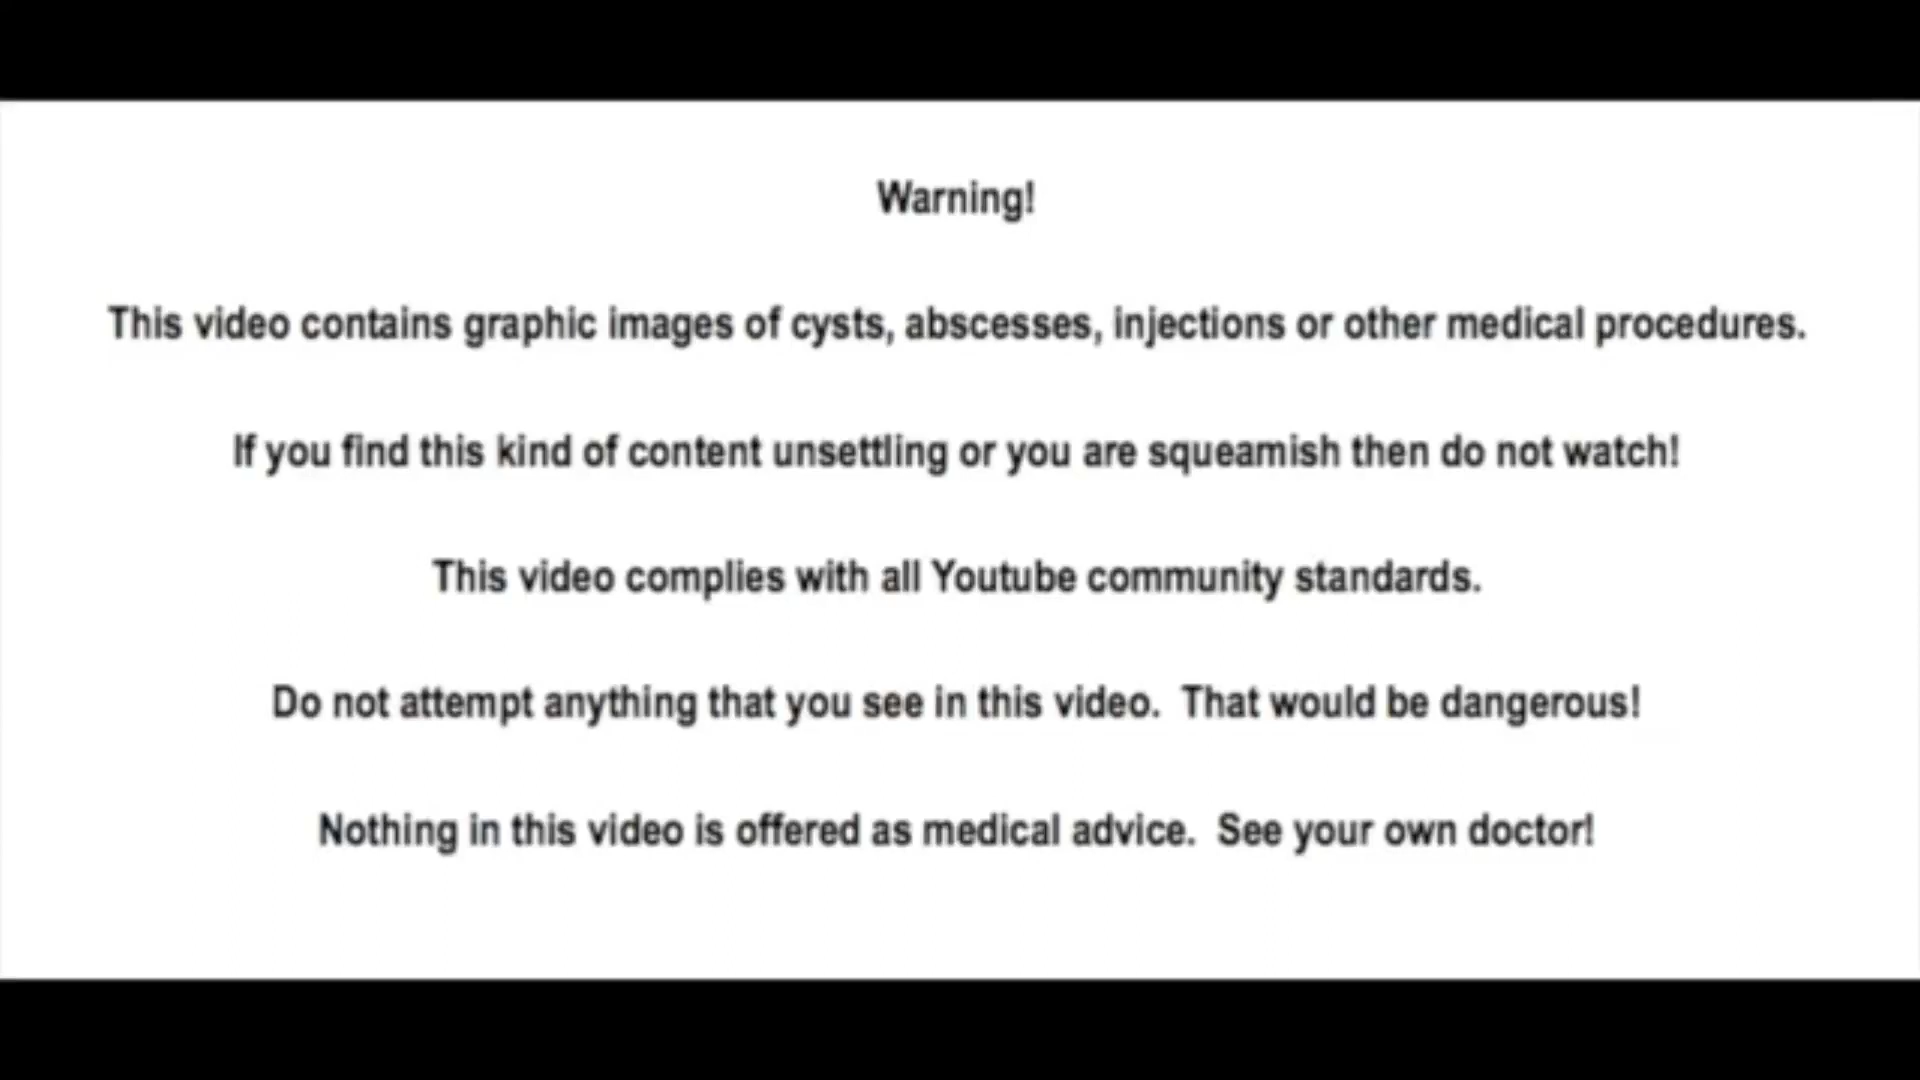 Warning!
This video contains graphic images of cysts, abscesses, injections or other medical procedures.
If you find this kind of content unsettling or you are squeamish then do not watch!
This video complies with all Youtube community standards.
Do not attempt anything that you see in this video.  That would be dangerous!
Nothing in this video is offered as medical advice.  See your own doctor!